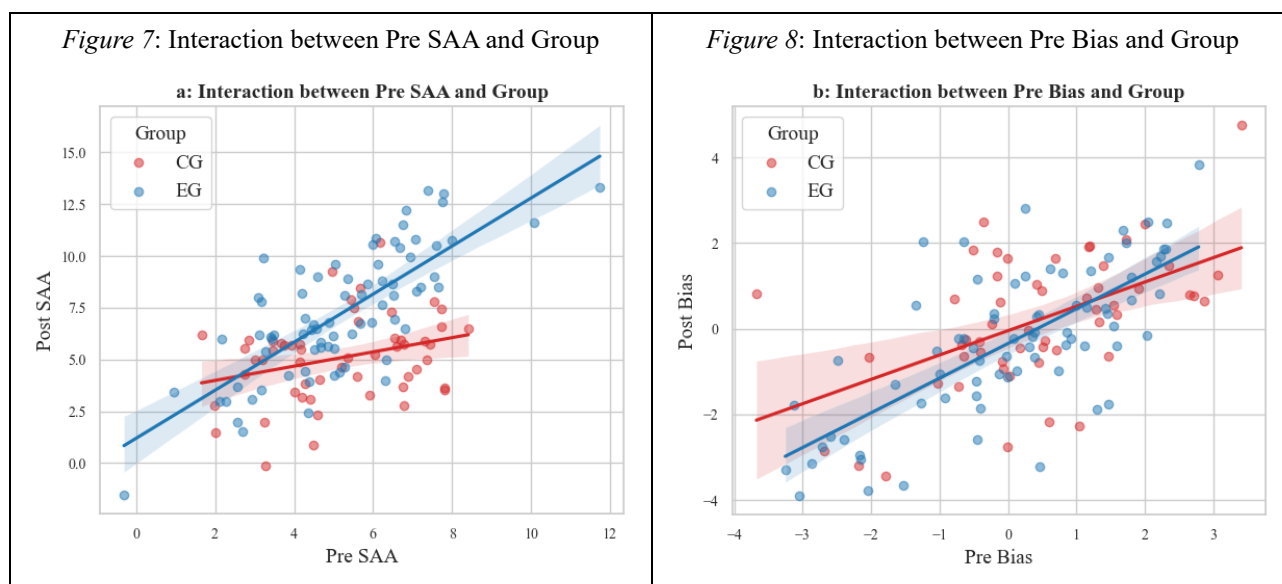 Figure 7: Interaction between Pre SAA and Group
a: Interaction between Pre SAA and Group
Group
CG
EG
15.0
12.5
10.0
7.5
5.0
2.5
0.0
Post SAA
0 2 4 6 8 10 12
Pre SAA
Figure 8: Interaction between Pre Bias and Group
b: Interaction between Pre Bias and Group
Group
CG
EG
4
2
0
−2
−4
Post Bias
−4 −3 −2 −1 0 1 2 3
Pre Bias